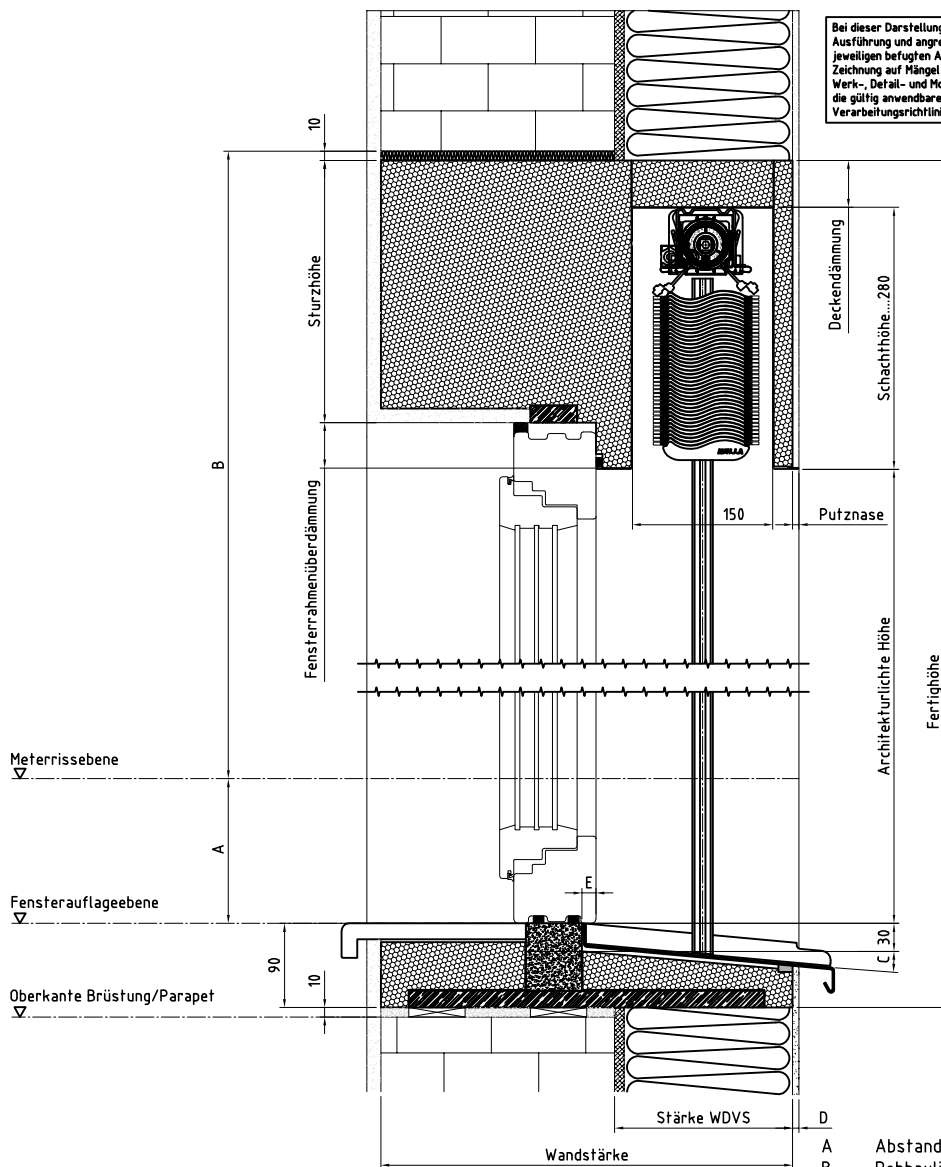 Bei dieser Darstellung
Ausführung und angre
jeweiligen befugten A
Zeichnung auf Mängel
Werk-, Detail- und Mo
die gültig anwendbare
Verarbeitungsrichtlini
10
Sturzhöhe
Deckendämmung
Schachthöhe....280
B
Fensterrahmenüberdämmung
150
Putznase
Architekturlichte Höhe
Fertighöhe
Meterrissebene
A
Fensterauflageebene
E
30
C
90
10
Oberkante Brüstung/Parapet
Stärke WDVS
D
Wandstärke
A Abstand